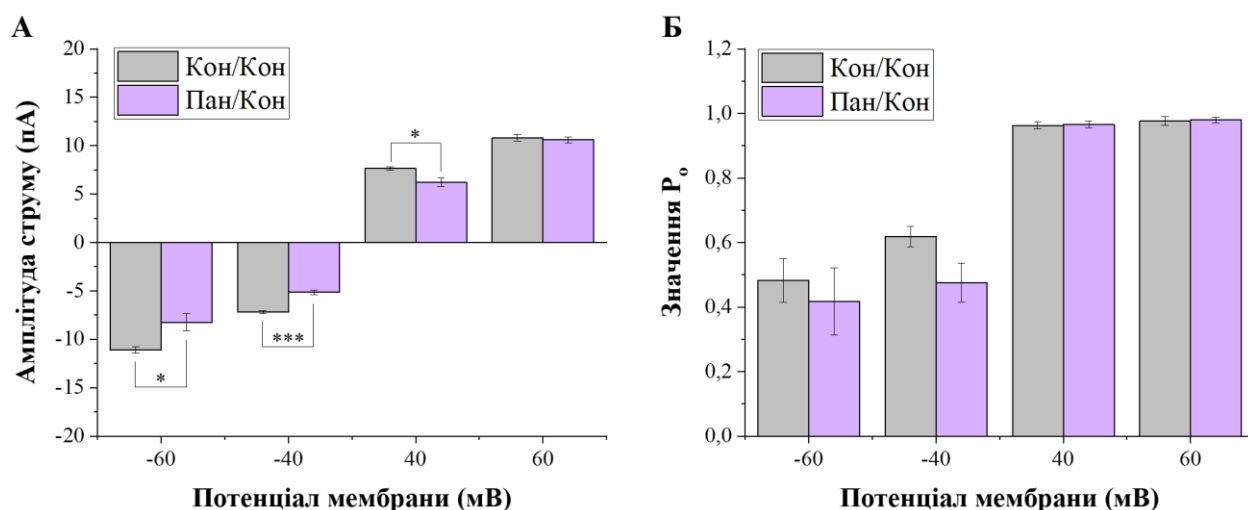 А
Амплітуда струму (пА)
20
15
10
5
0
-5
-10
-15
-20
Кон/Кон
Пан/Кон
*
***
*
-60
-40
40
60
Потенціал мембрани (мВ)
Б
Значення Pо
1,2
1,0
0,8
0,6
0,4
0,2
0,0
Кон/Кон
Пан/Кон
-60
-40
40
60
Потенціал мембрани (мВ)